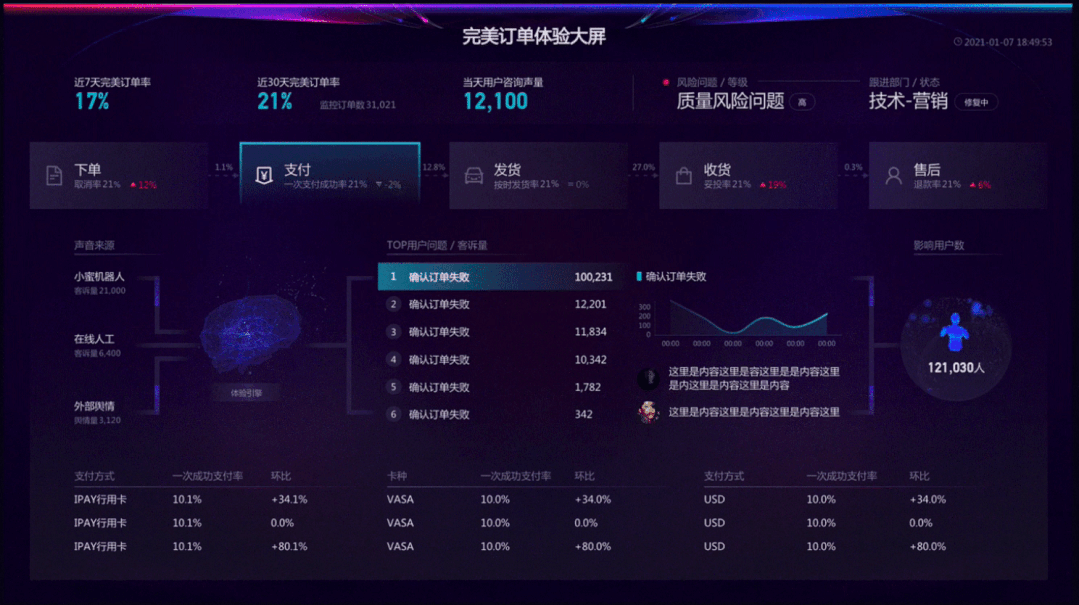 完美订单体验大屏
2021-01-07 18:49:53
近7天完美订单率
17%
近30天完美订单率
21% 监控订单数 31,021
当天用户咨询声量
12,100
风险问题 / 等级
质量风险问题 高
跟进部门 / 状态
技术-营销 修复中
下单
取消率21% 12%
1.1%
支付
一次支付成功率21% -2%
12.8%
发货
按时发货率21% =0%
27.0%
收货
妥投率21% 19%
0.3%
售后
退款率21% 6%
声音来源
小蜜机器人
客诉量21,000
在线人工
客诉量6,400
外部舆情
舆情量3,120
体验引擎
TOP用户问题 / 客诉量
1 确认订单失败 100,231
2 确认订单失败 12,201
3 确认订单失败 11,834
4 确认订单失败 10,342
5 确认订单失败 1,782
6 确认订单失败 342
确认订单失败
300
200
100
0
00:00 00:00 00:00 00:00 00:00 00:00
这里是内容这里是容这里是是内容这里
是内这里是内容这里是内容
这里是内容这里是内容这里是内容这里
影响用户数
121,030人
支付方式 一次成功支付率 环比
IPAY行用卡 10.1% +34.1%
IPAY行用卡 10.1% 0.0%
IPAY行用卡 10.1% +80.1%
卡种 一次成功支付率 环比
VASA 10.0% +34.0%
VASA 10.0% 0.0%
VASA 10.0% +80.0%
支付方式 一次成功支付率 环比
USD 10.0% +34.0%
USD 10.0% 0.0%
USD 10.0% +80.0%